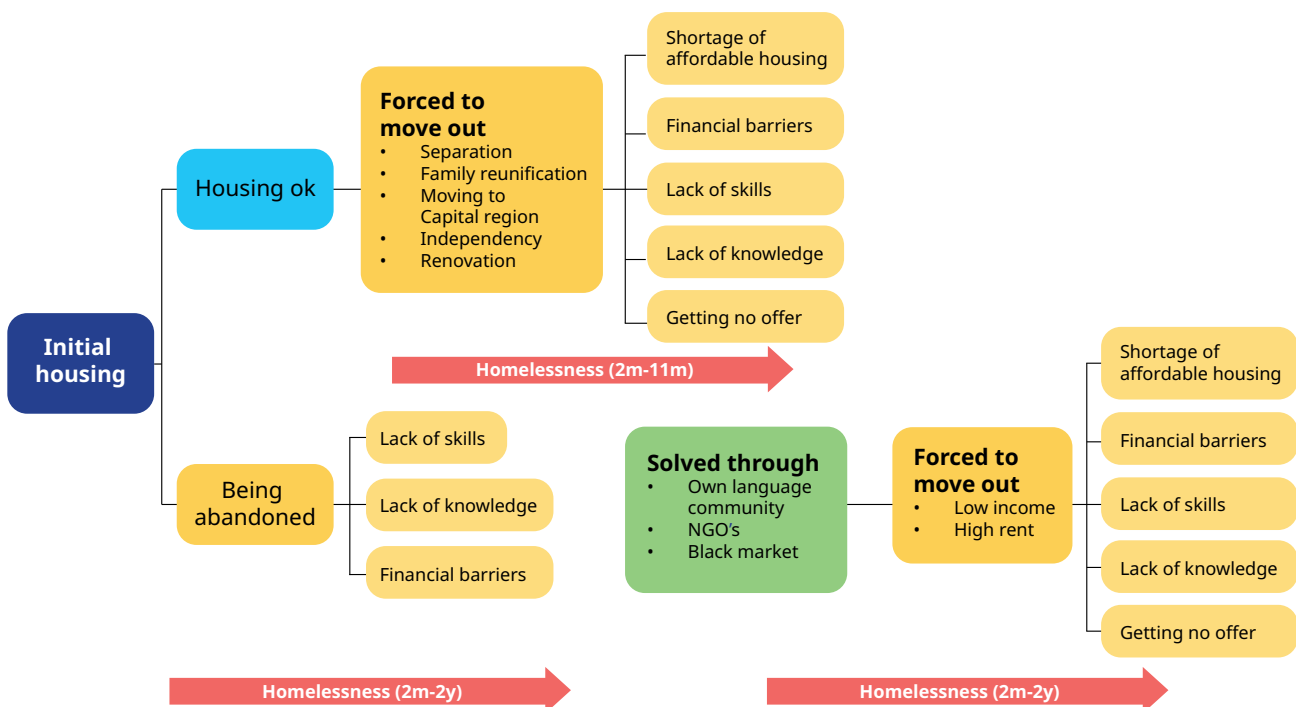 Initial
housing
Housing ok
Forced to
move out
• Separation
• Family reunification
• Moving to
Capital region
• Independency
• Renovation
Shortage of
affordable housing
Financial barriers
Lack of skills
Lack of knowledge
Getting no offer
Homelessness (2m-11m)
Being
abandoned
Lack of skills
Lack of knowledge
Financial barriers
Homelessness (2m-2y)
Solved through
• Own language
community
• NGO's
• Black market
Forced to
move out
• Low income
• High rent
Shortage of
affordable housing
Financial barriers
Lack of skills
Lack of knowledge
Getting no offer
Homelessness (2m-2y)